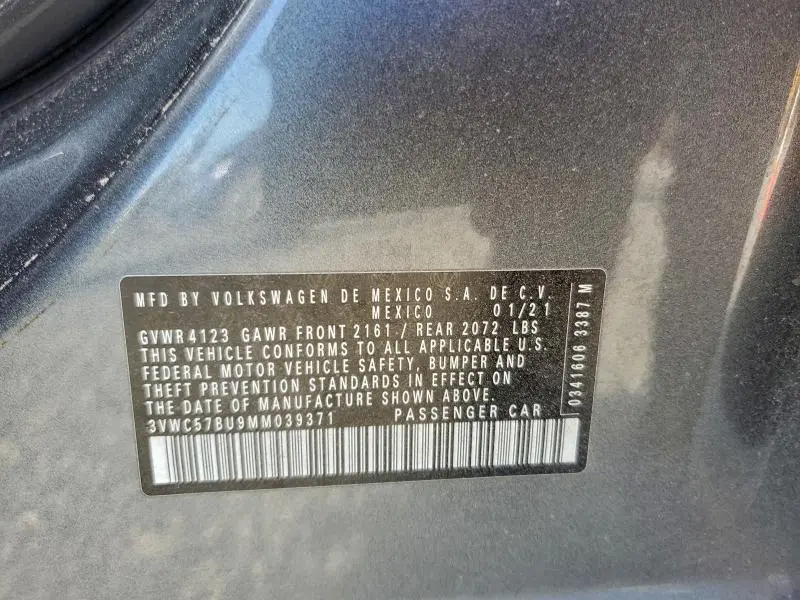 MFD BY VOLKSWAGEN DE MEXICO S.A. DE C.V.
MEXICO 01/21
GVWR 4123 GAWR FRONT 2161 / REAR 2072 LBS
THIS VEHICLE CONFORMS TO ALL APPLICABLE U.S.
FEDERAL MOTOR VEHICLE SAFETY, BUMPER AND
THEFT PREVENTION STANDARDS IN EFFECT ON
THE DATE OF MANUFACTURE SHOWN ABOVE.
3VWC57BU9MM039371 PASSENGER CAR
0341606 3387 M